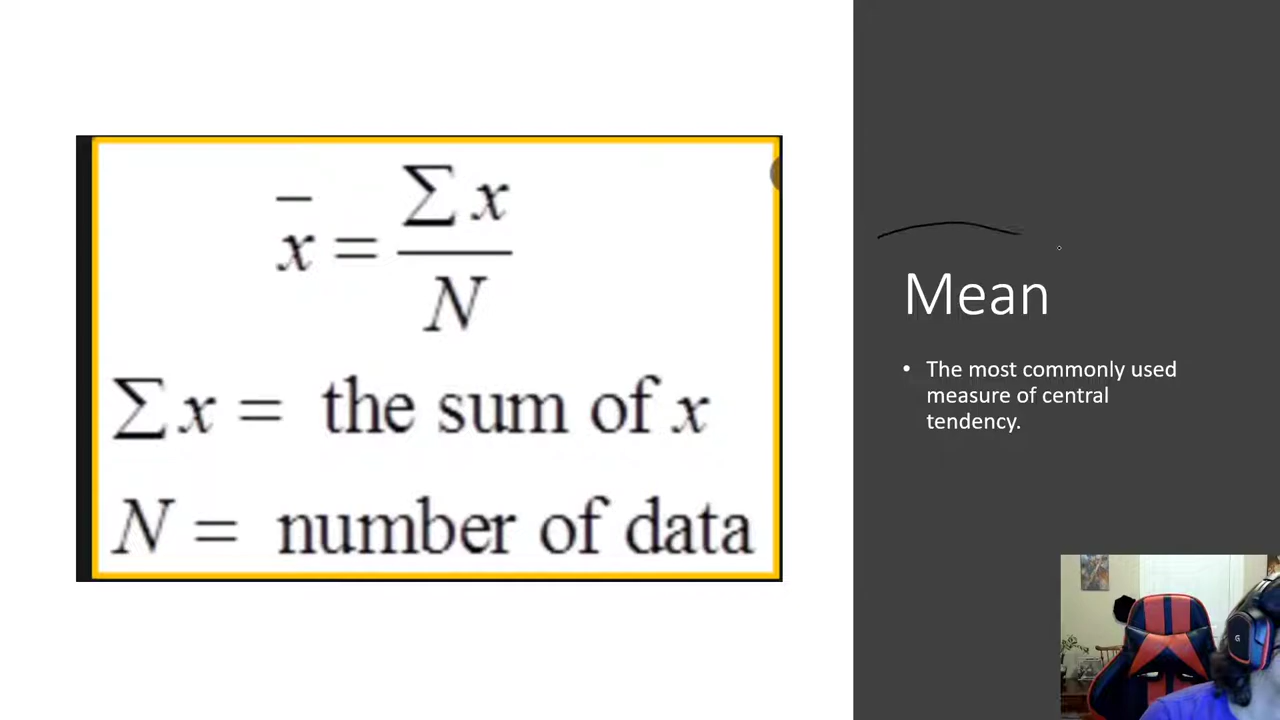 x̄ = Σx / N
Σx = the sum of x
N = number of data
Mean
• The most commonly used
measure of central
tendency.